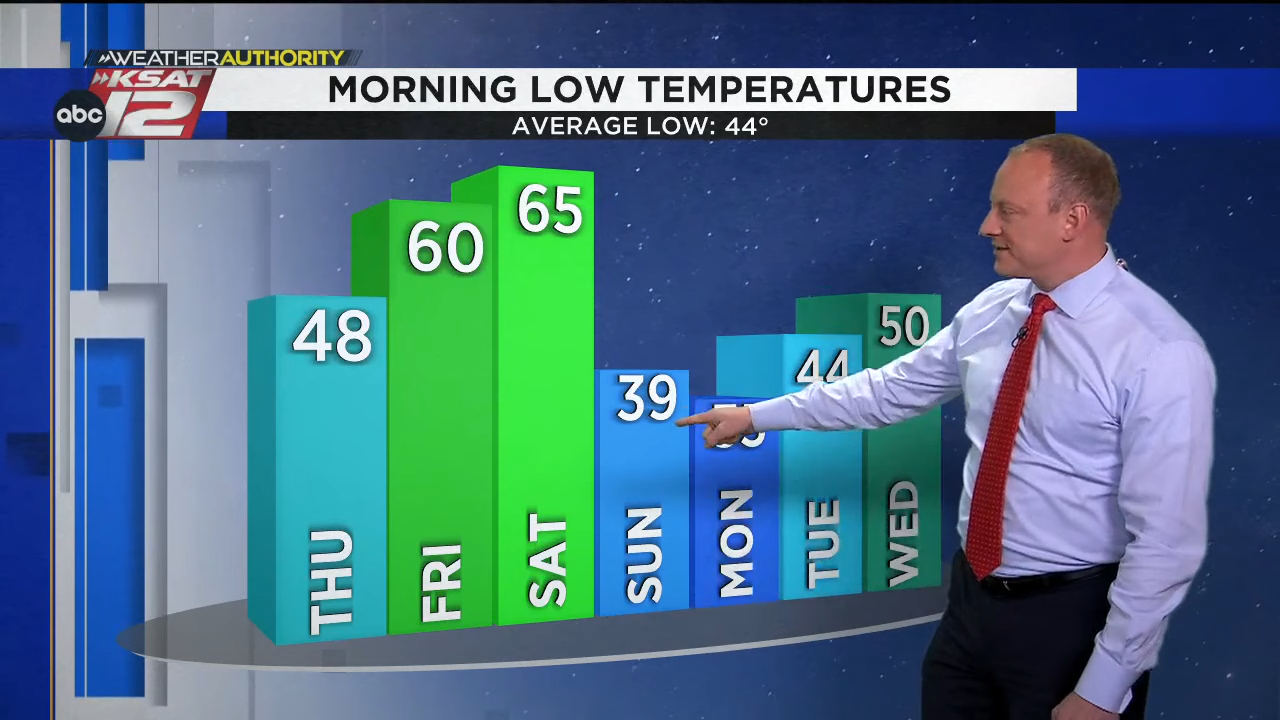 WEATHERAUTHORITY
KSAT
abc 12
MORNING LOW TEMPERATURES
AVERAGE LOW: 44°
48
60
65
39
44
50
THU
FRI
SAT
SUN
MON
TUE
WED